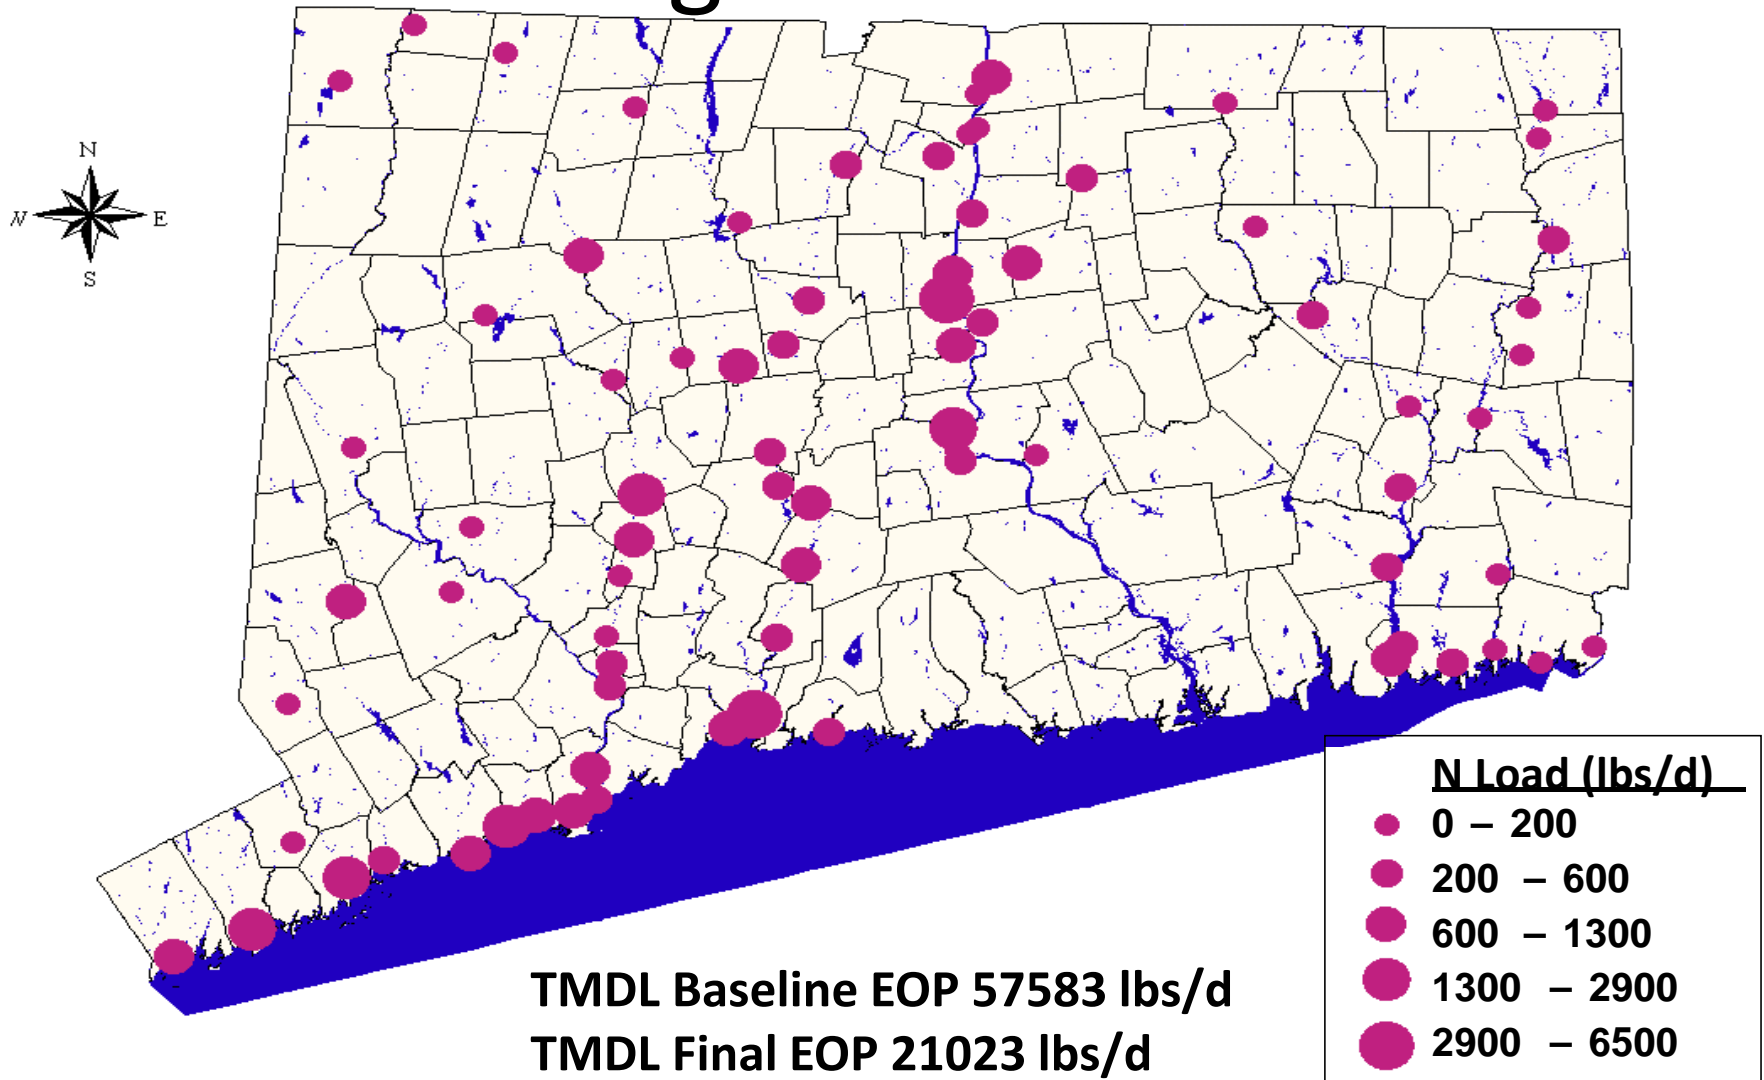 g
N
W E
S
N Load (lbs/d)
0 – 200
200 – 600
600 – 1300
1300 – 2900
2900 – 6500
TMDL Baseline EOP 57583 lbs/d
TMDL Final EOP 21023 lbs/d